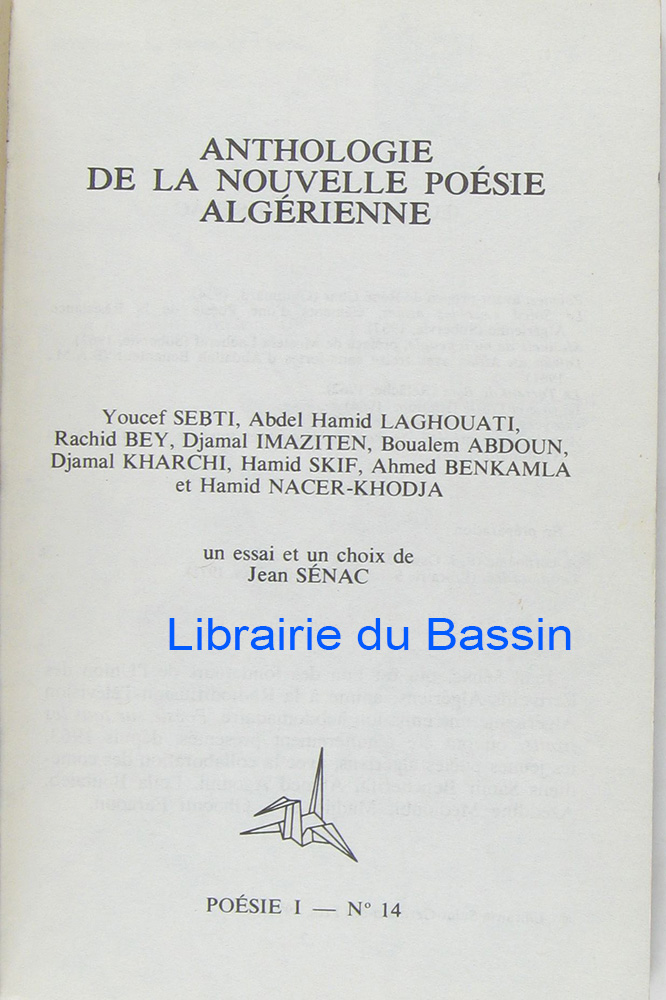 ANTHOLOGIE
DE LA NOUVELLE POÉSIE
ALGÉRIENNE
Youcef SEBTI, Abdel Hamid LAGHOUATI,
Rachid BEY, Djamal IMAZITEN, Boualem ABDOUN,
Djamal KHARCHI, Hamid SKIF, Ahmed BENKAMLA
et Hamid NACER-KHODJA
un essai et un choix de
Jean SÉNAC
Librairie du Bassin
POÉSIE I — N° 14